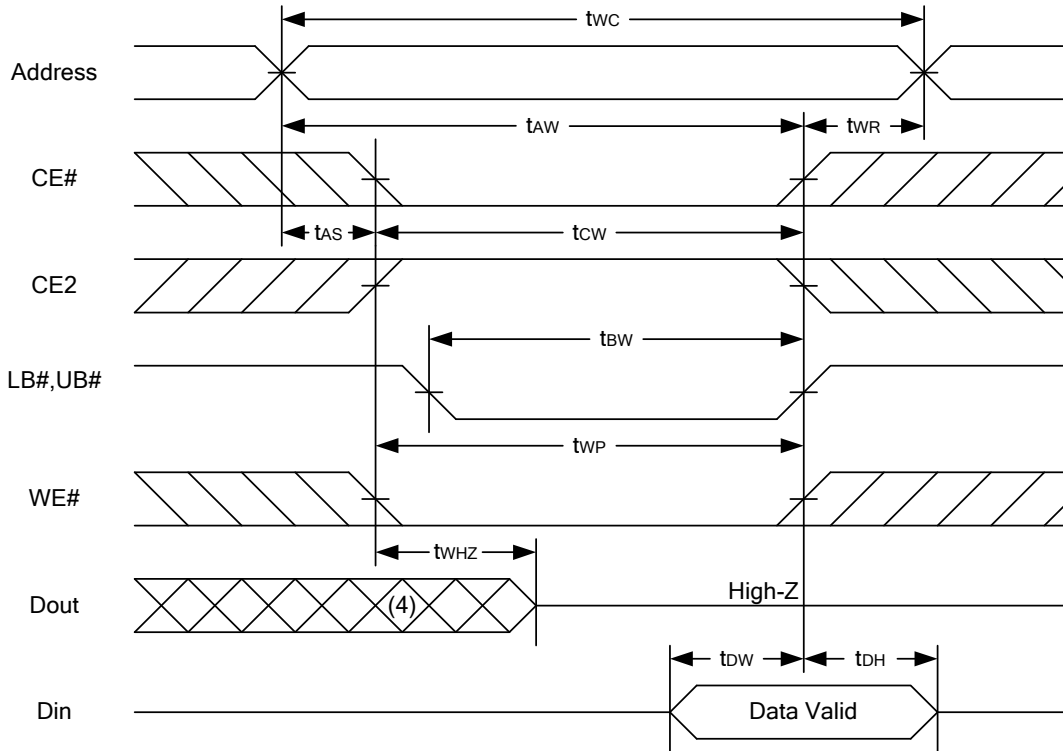 tWC
Address
tAW
tWR
CE#
tAS
tCW
CE2
tBW
LB#,UB#
tWP
WE#
tWHZ
Dout
(4)
High-Z
tDW
tDH
Din
Data Valid